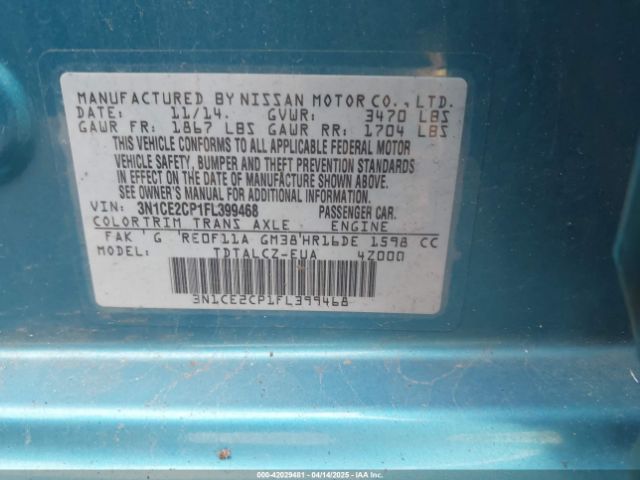 MANUFACTURED BY NISSAN MOTOR CO., LTD.
DATE: 11/14. GVWR: 3470 LBS
GAWR FR: 1867 LBS GAWR RR: 1704 LBS
THIS VEHICLE CONFORMS TO ALL APPLICABLE FEDERAL MOTOR
VEHICLE SAFETY, BUMPER AND THEFT PREVENTION STANDARDS
IN EFFECT ON THE DATE OF MANUFACTURE SHOWN ABOVE.
SEE OWNER'S MANUAL FOR ADDITIONAL INFORMATION.
VIN: 3N1CE2CP1FL399468 PASSENGER CAR.
COLOR TRIM TRANS AXLE ENGINE
FAK ' G 'RE0F11A GM38'HR16DE 1598 CC
MODEL: TDTALCZ-EUA 4Z000
3N1CE2CP1FL399468
000-42029481 - 04/14/2025 - IAAI.COM